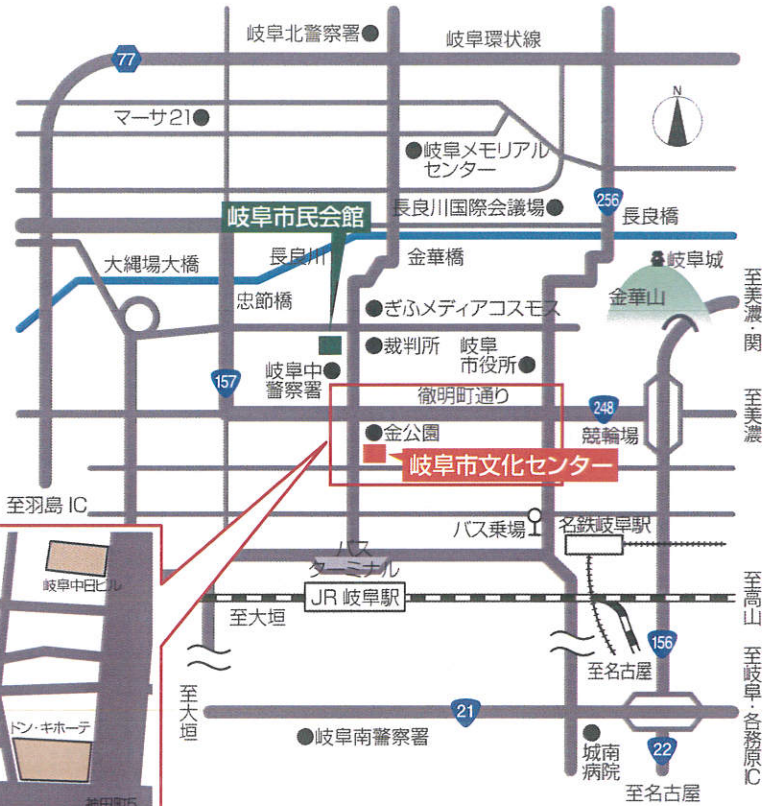 岐阜北警察署
岐阜環状線
77
マーサ21
N
岐阜メモリアル
センター
長良川国際会議場
256
長良橋
岐阜市民会館
大縄場大橋
長良川
金華橋
岐阜城
金華山
至美濃・関
忠節橋
ぎふメディアコスモス
裁判所
岐阜
市役所
岐阜中
警察署
157
徹明町通り
248
至美濃
金公園
競輪場
岐阜市文化センター
至羽島IC
バス乗場
名鉄岐阜駅
バス
ターミナル
岐阜中日ビル
JR 岐阜駅
至大垣
至高山
156
至名古屋
至大垣
至岐阜・各務原IC
21
ドン・キホーテ
岐阜南警察署
城南
病院
22
至名古屋
神田町5